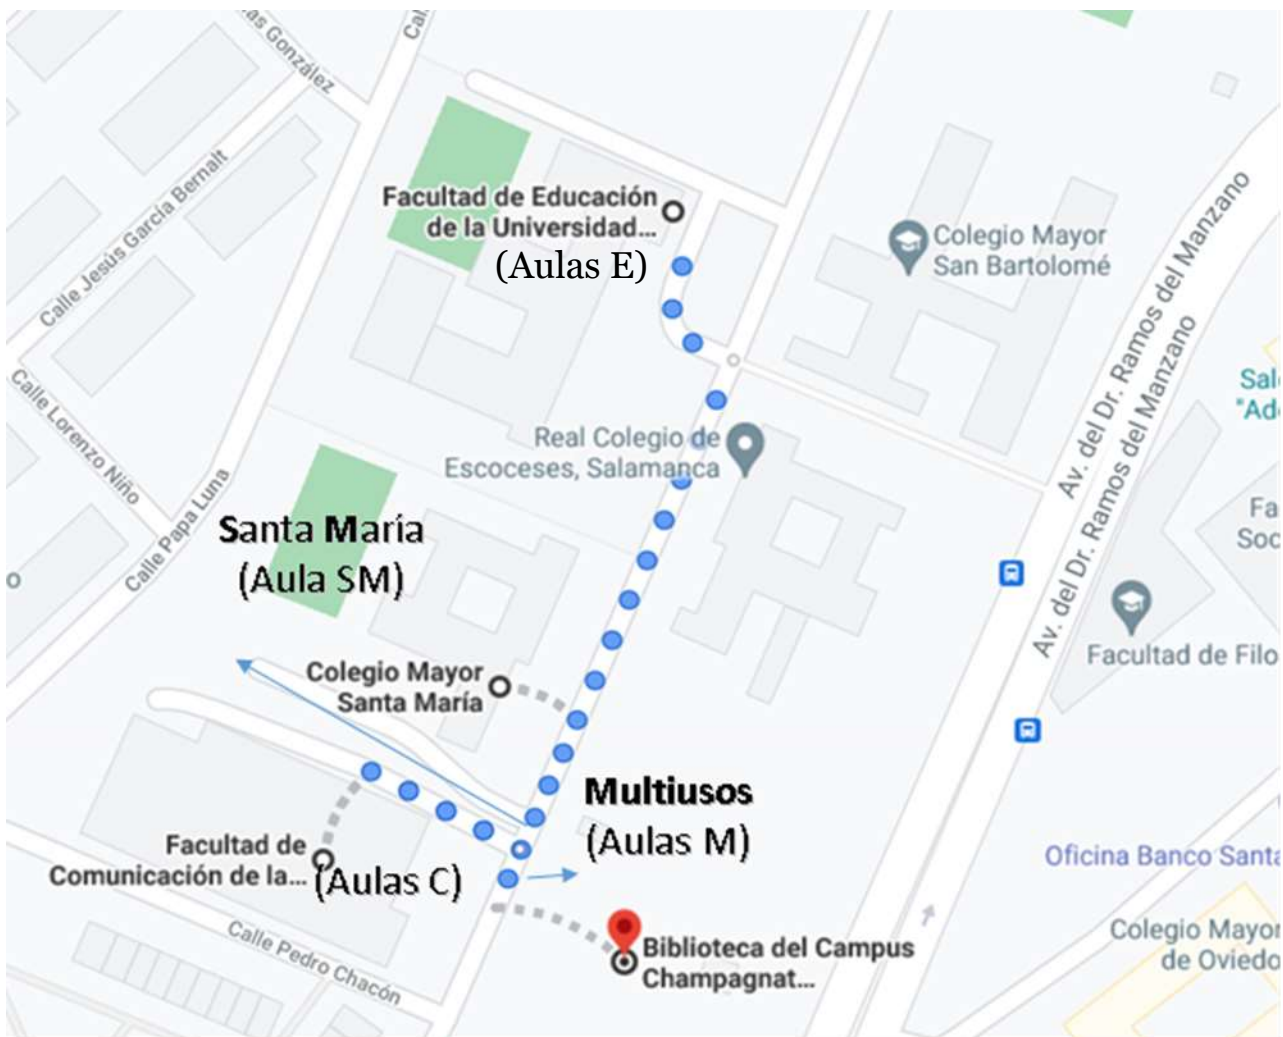 Cal
as González
Calle Jesús García Bernalt
Facultad de Educación
de la Universidad...
(Aulas E)
Colegio Mayor
San Bartolomé
Av. del Dr. Ramos del Manzano
Av. del Dr. Ramos del Manzano
Sal
"Ad
Calle Lorenzo Niño
Real Colegio de
Escoceses, Salamanca
Calle Papa Luna
Santa María
(Aula SM)
Fa
Soc
o
Facultad de Filo
Colegio Mayor
Santa María
Multiusos
(Aulas M)
Facultad de
Comunicación de la...
(Aulas C)
Oficina Banco Santa
Calle Pedro Chacón
Biblioteca del Campus
Champagnat...
Colegio Mayor
de Oviedo